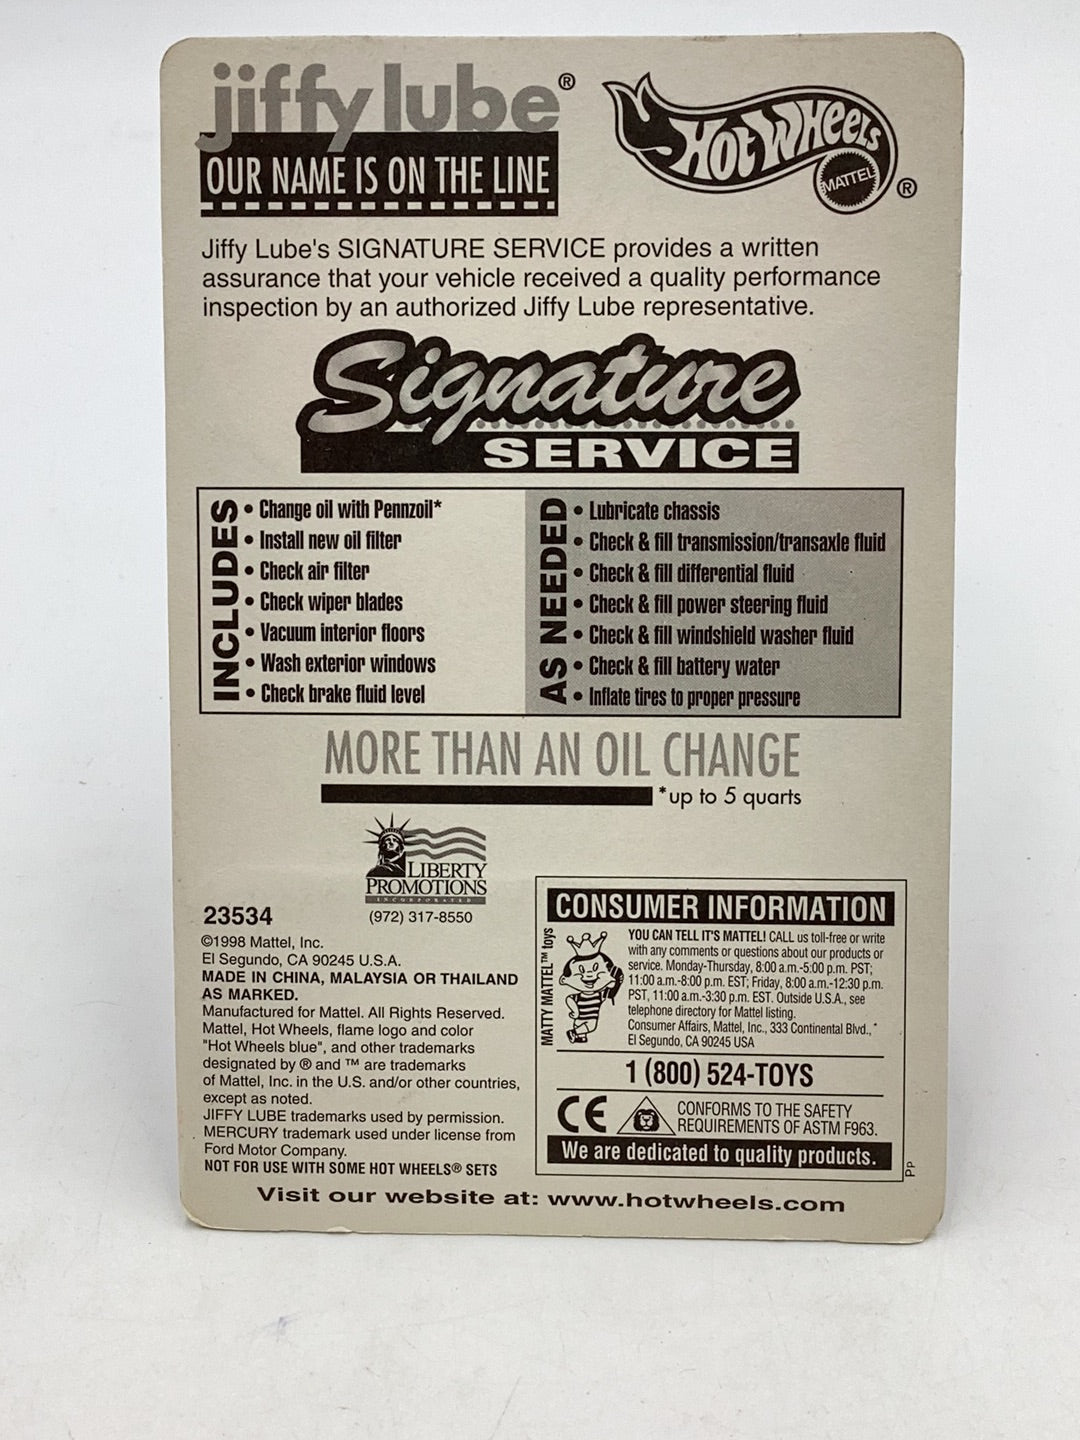 jiffy lube®
OUR NAME IS ON THE LINE
HOT WHEELS
MATTEL
®
Jiffy Lube's SIGNATURE SERVICE provides a written
assurance that your vehicle received a quality performance
inspection by an authorized Jiffy Lube representative.
Signature
SERVICE
INCLUDES
• Change oil with Pennzoil*
• Install new oil filter
• Check air filter
• Check wiper blades
• Vacuum interior floors
• Wash exterior windows
• Check brake fluid level
AS NEEDED
• Lubricate chassis
• Check & fill transmission/transaxle fluid
• Check & fill differential fluid
• Check & fill power steering fluid
• Check & fill windshield washer fluid
• Check & fill battery water
• Inflate tires to proper pressure
MORE THAN AN OIL CHANGE
*up to 5 quarts
LIBERTY
PROMOTIONS
INCORPORATED
(972) 317-8550
23534
©1998 Mattel, Inc.
El Segundo, CA 90245 U.S.A.
MADE IN CHINA, MALAYSIA OR THAILAND
AS MARKED.
Manufactured for Mattel. All Rights Reserved.
Mattel, Hot Wheels, flame logo and color
"Hot Wheels blue", and other trademarks
designated by ® and ™ are trademarks
of Mattel, Inc. in the U.S. and/or other countries,
except as noted.
JIFFY LUBE trademarks used by permission.
MERCURY trademark used under license from
Ford Motor Company.
NOT FOR USE WITH SOME HOT WHEELS® SETS
CONSUMER INFORMATION
MATTY MATTEL™ toys
YOU CAN TELL IT'S MATTEL! CALL us toll-free or write
with any comments or questions about our products or
service. Monday-Thursday, 8:00 a.m.-5:00 p.m. PST;
11:00 a.m.-8:00 p.m. EST; Friday, 8:00 a.m.-12:30 p.m.
PST, 11:00 a.m.-3:30 p.m. EST. Outside U.S.A., see
telephone directory for Mattel listing.
Consumer Affairs, Mattel, Inc., 333 Continental Blvd.,
El Segundo, CA 90245 USA
1 (800) 524-TOYS
CE
CONFORMS TO THE SAFETY
REQUIREMENTS OF ASTM F963.
We are dedicated to quality products.
Pp
Visit our website at: www.hotwheels.com